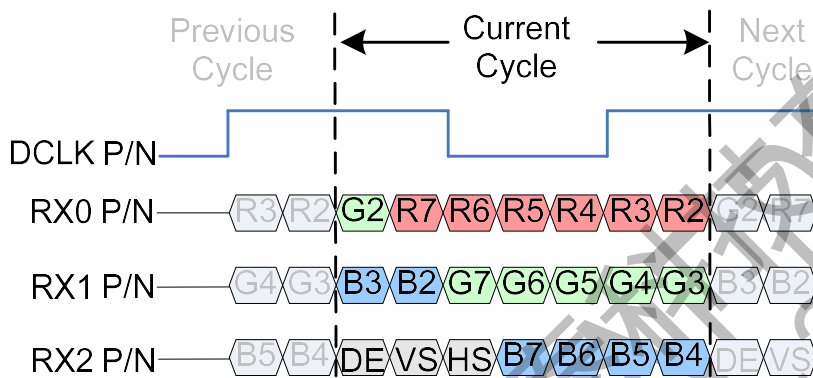 Previous Cycle Current Cycle Next Cycle
DCLK P/N
RX0 P/N R3 R2 G2 R7 R6 R5 R4 R3 R2 G2 R7
RX1 P/N G4 G3 B3 B2 G7 G6 G5 G4 G3 B3 B2
RX2 P/N B5 B4 DE VS HS B7 B6 B5 B4 DE VS